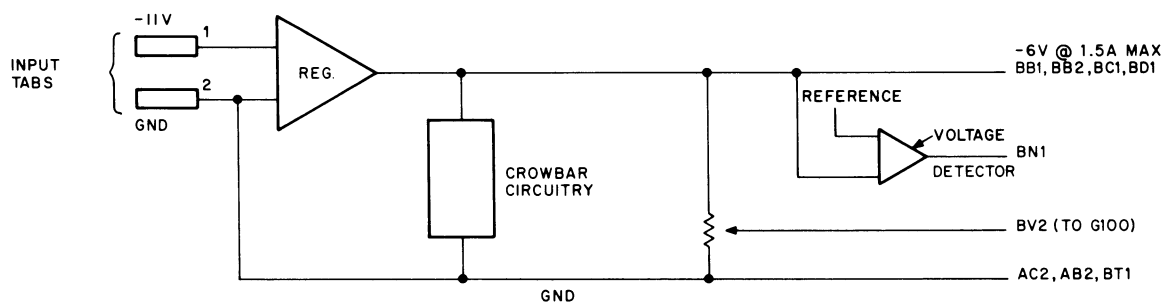 -11V
1
INPUT
TABS
2
GND
REG.
CROWBAR
CIRCUITRY
GND
-6V @ 1.5A MAX
BB1, BB2, BC1, BD1
REFERENCE
VOLTAGE
DETECTOR
BN1
BV2 (TO G100)
AC2, AB2, BT1